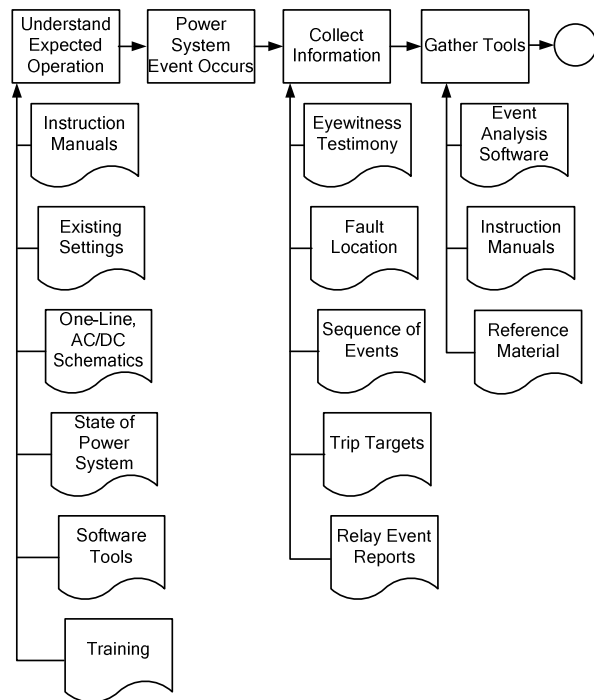 Understand
Expected
Operation
Power
System
Event Occurs
Collect
Information
Gather Tools
Instruction
Manuals
Existing
Settings
One-Line,
AC/DC
Schematics
State of
Power
System
Software
Tools
Training
Eyewitness
Testimony
Fault
Location
Sequence of
Events
Trip Targets
Relay Event
Reports
Event
Analysis
Software
Instruction
Manuals
Reference
Material